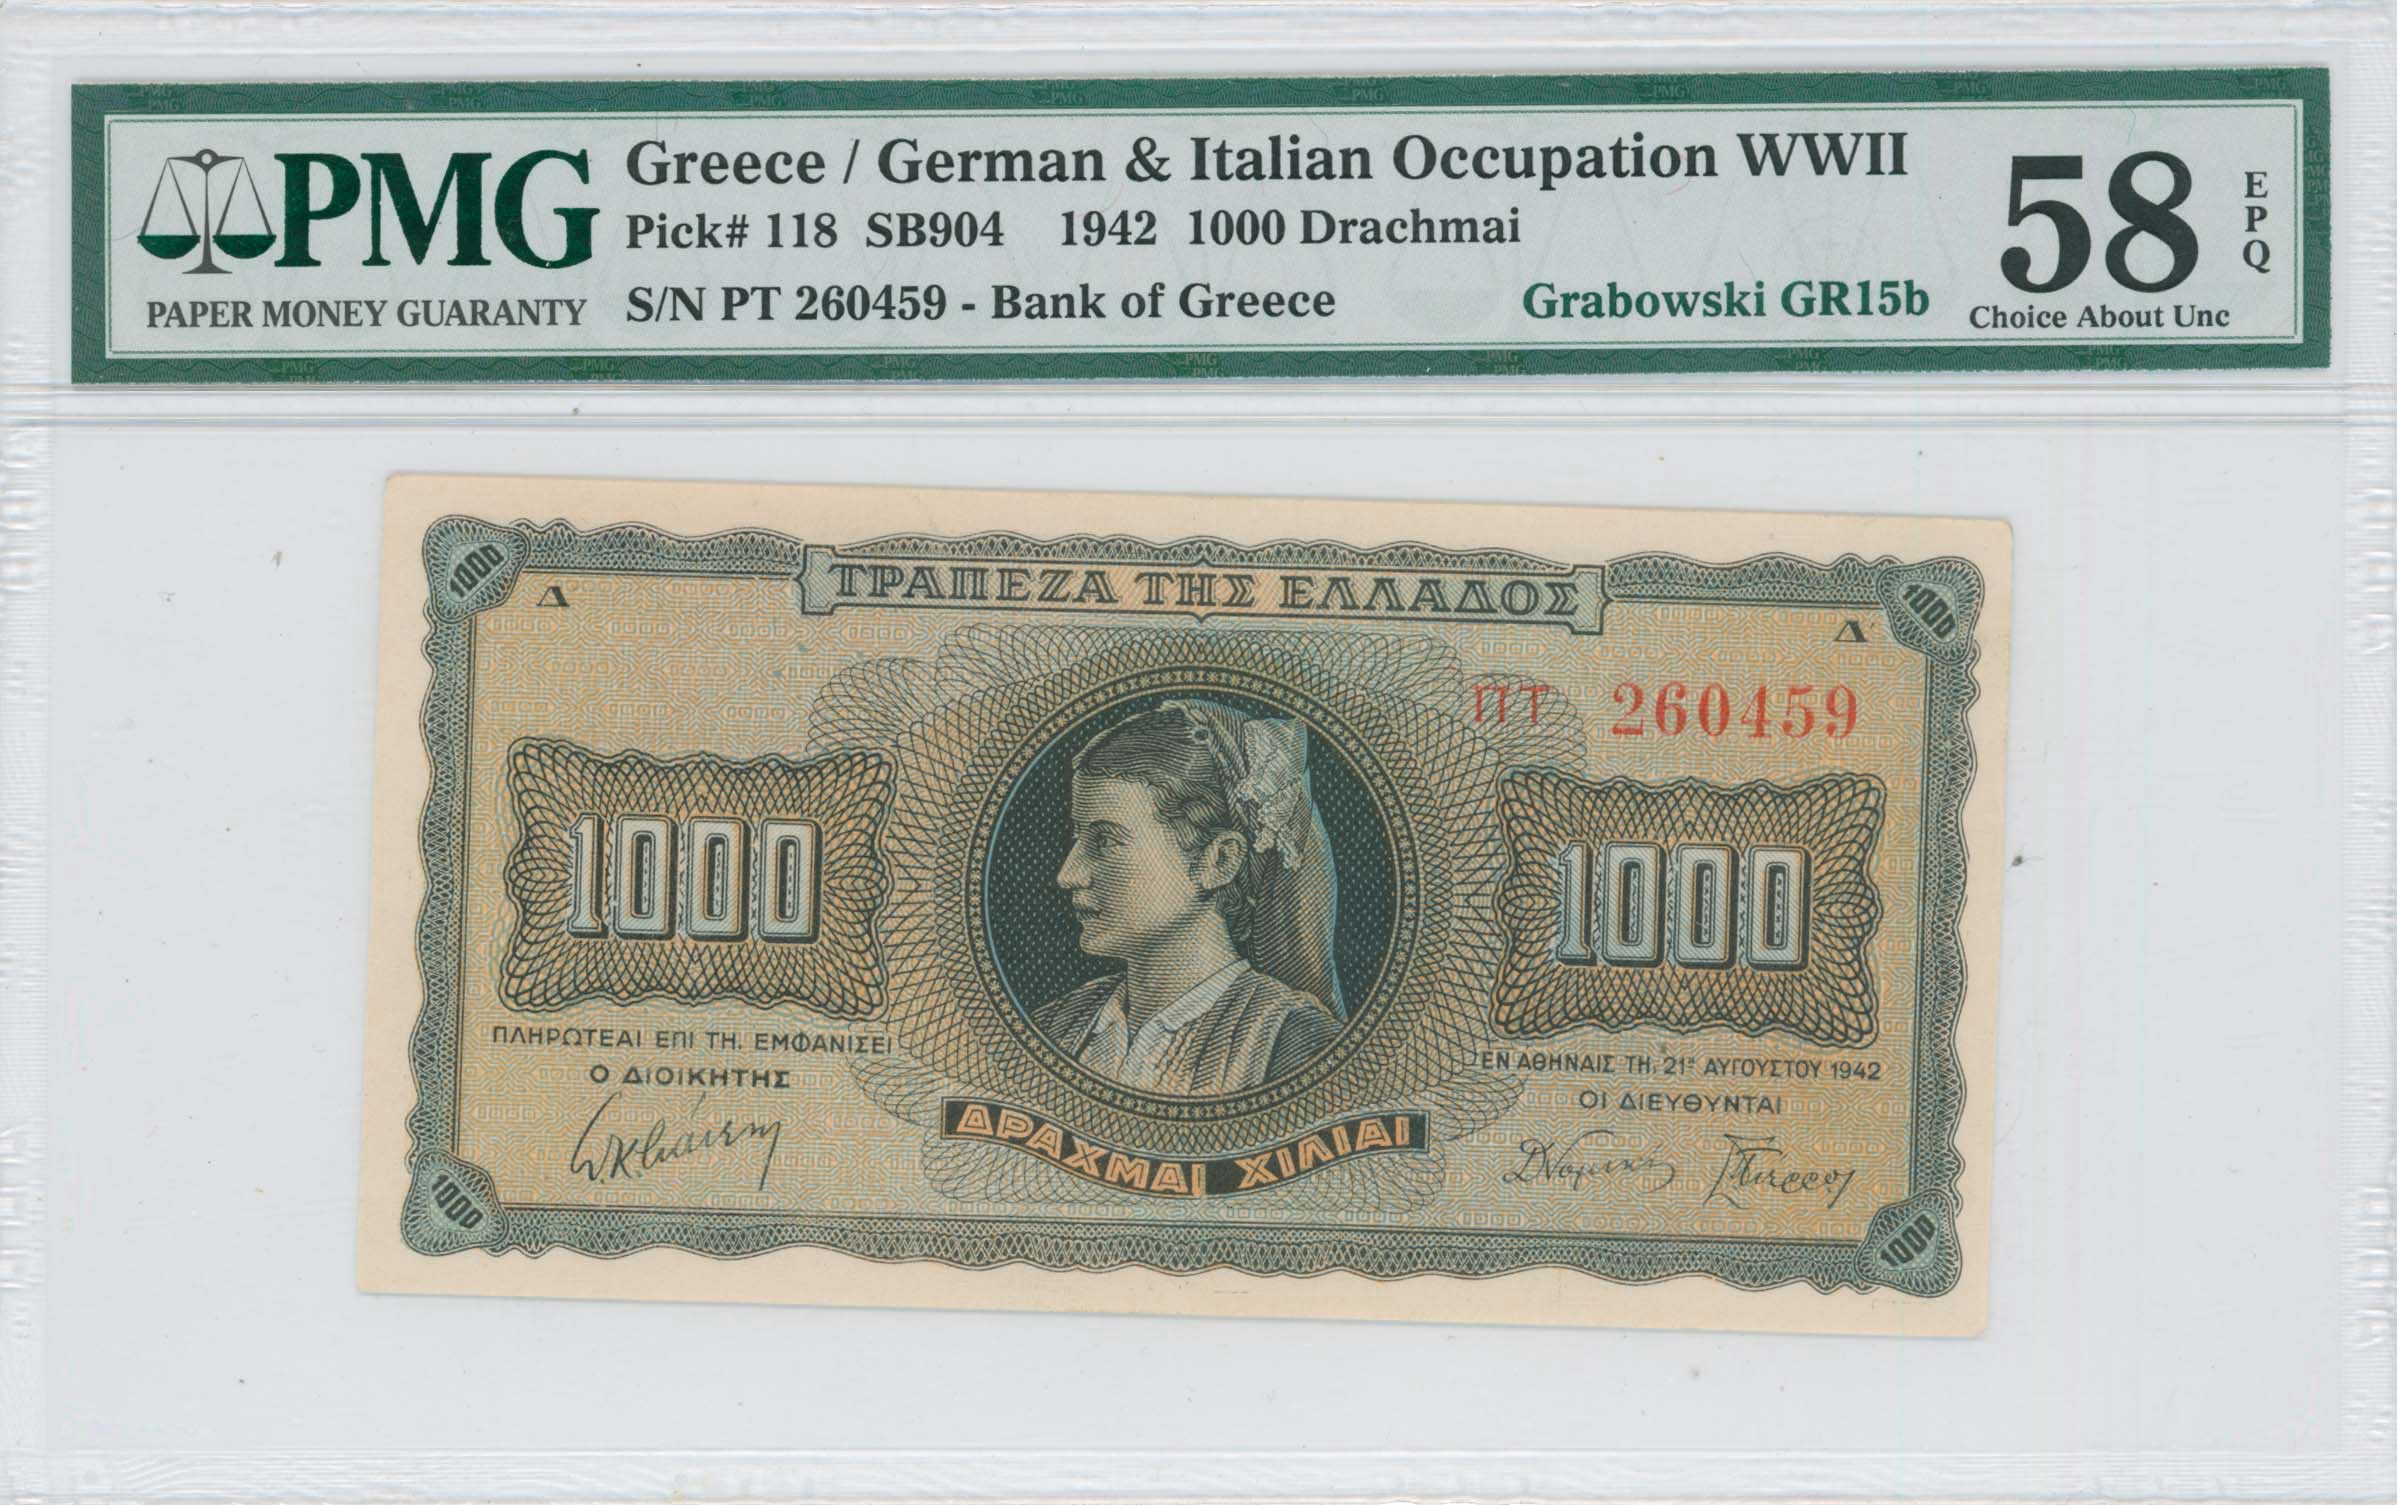 PMG
PAPER MONEY GUARANTY
Greece / German & Italian Occupation WWII
Pick# 118 SB904 1942 1000 Drachmai
S/N PT 260459 - Bank of Greece
Grabowski GR15b
58
EPQ
Choice About Unc
1000
1000
Δ
ΤΡΑΠΕΖΑ ΤΗΣ ΕΛΛΑΔΟΣ
Δ
ΠΤ 260459
1000
1000
ΠΛΗΡΩΤΕΑΙ ΕΠΙ ΤΗ. ΕΜΦΑΝΙΣΕΙ
Ο ΔΙΟΙΚΗΤΗΣ
ΕΝ ΑΘΗΝΑΙΣ ΤΗ. 21ῃ ΑΥΓΟΥΣΤΟΥ 1942
ΟΙ ΔΙΕΥΘΥΝΤΑΙ
ΔΡΑΧΜΑΙ ΧΙΛΙΑΙ
1000
1000